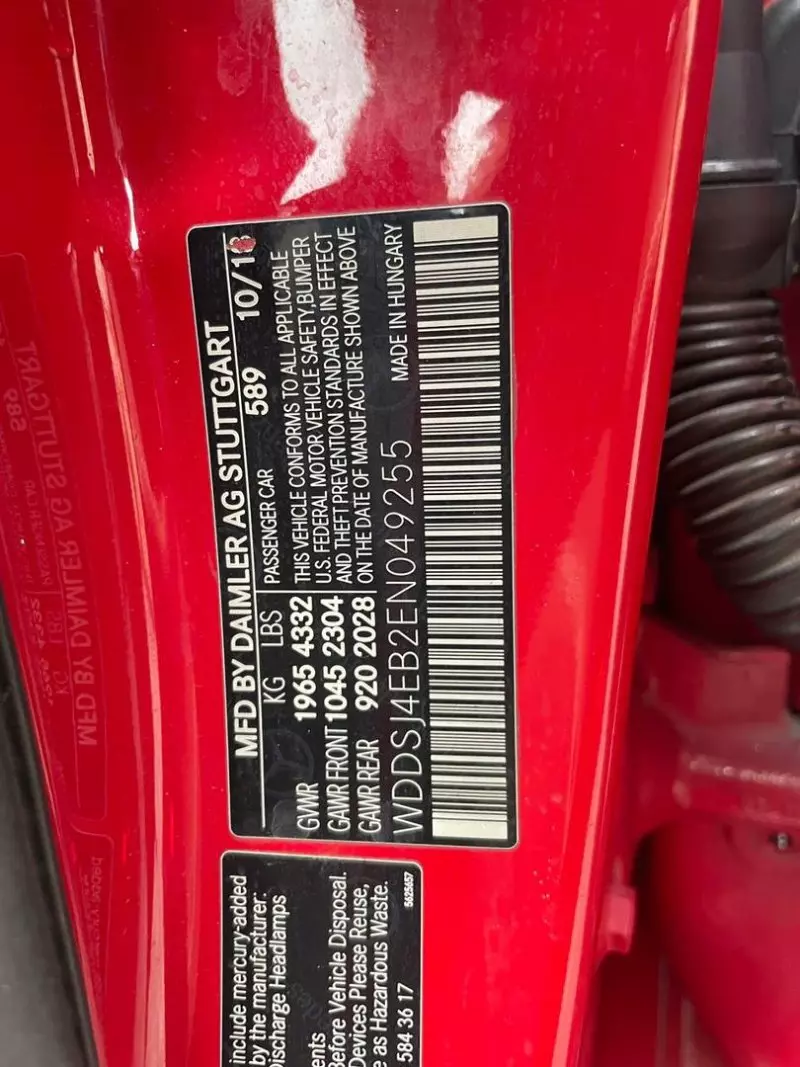 MFD BY DAIMLER AG STUTTGART
KG LBS PASSENGER CAR 589 10/13
GWR 1965 4332
GAWR FRONT 1045 2304
GAWR REAR 920 2028
THIS VEHICLE CONFORMS TO ALL APPLICABLE
U.S. FEDERAL MOTOR VEHICLE SAFETY,BUMPER
AND THEFT PREVENTION STANDARDS IN EFFECT
ON THE DATE OF MANUFACTURE SHOWN ABOVE
WDDSJ4EB2EN049255 MADE IN HUNGARY
include mercury-added
by the manufacturer:
Discharge Headlamps
Before Vehicle Disposal.
Devices Please Reuse,
e as Hazardous Waste.
584 36 17
5625657